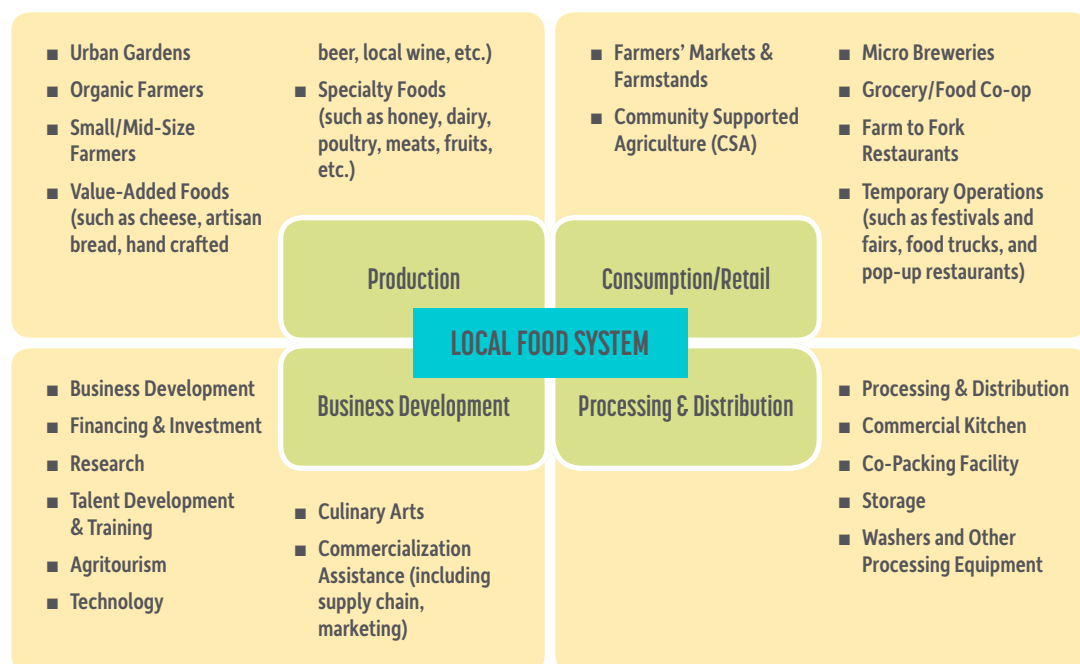 ■ Urban Gardens
■ Organic Farmers
■ Small/Mid-Size
Farmers
■ Value-Added Foods
(such as cheese, artisan
bread, hand crafted
beer, local wine, etc.)
■ Specialty Foods
(such as honey, dairy,
poultry, meats, fruits,
etc.)
Production
■ Farmers’ Markets &
Farmstands
■ Community Supported
Agriculture (CSA)
■ Micro Breweries
■ Grocery/Food Co-op
■ Farm to Fork
Restaurants
■ Temporary Operations
(such as festivals and
fairs, food trucks, and
pop-up restaurants)
Consumption/Retail
LOCAL FOOD SYSTEM
Business Development
■ Business Development
■ Financing & Investment
■ Research
■ Talent Development
& Training
■ Agritourism
■ Technology
■ Culinary Arts
■ Commercialization
Assistance (including
supply chain,
marketing)
Processing & Distribution
■ Processing & Distribution
■ Commercial Kitchen
■ Co-Packing Facility
■ Storage
■ Washers and Other
Processing Equipment